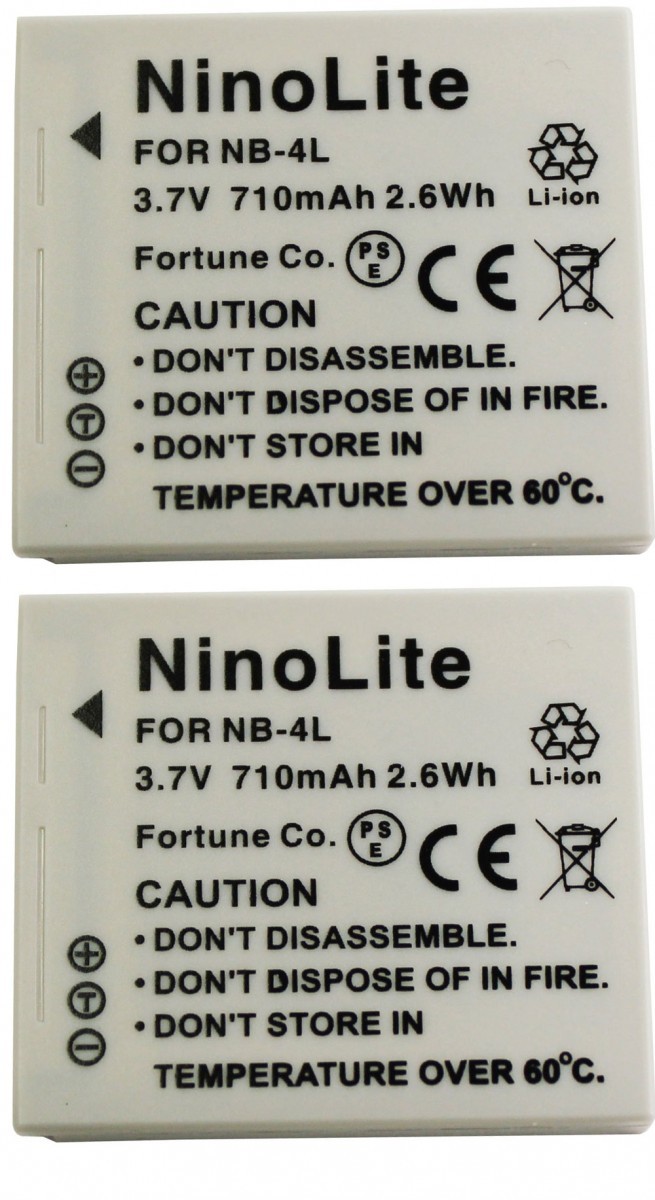 NinoLite
FOR NB-4L
3.7V 710mAh 2.6Wh
Li-ion
Fortune Co. PSE CE
CAUTION
•DON'T DISASSEMBLE.
•DON'T DISPOSE OF IN FIRE.
•DON'T STORE IN
TEMPERATURE OVER 60°C.
+
T
−
NinoLite
FOR NB-4L
3.7V 710mAh 2.6Wh
Li-ion
Fortune Co. PSE CE
CAUTION
•DON'T DISASSEMBLE.
•DON'T DISPOSE OF IN FIRE.
•DON'T STORE IN
TEMPERATURE OVER 60°C.
+
T
−